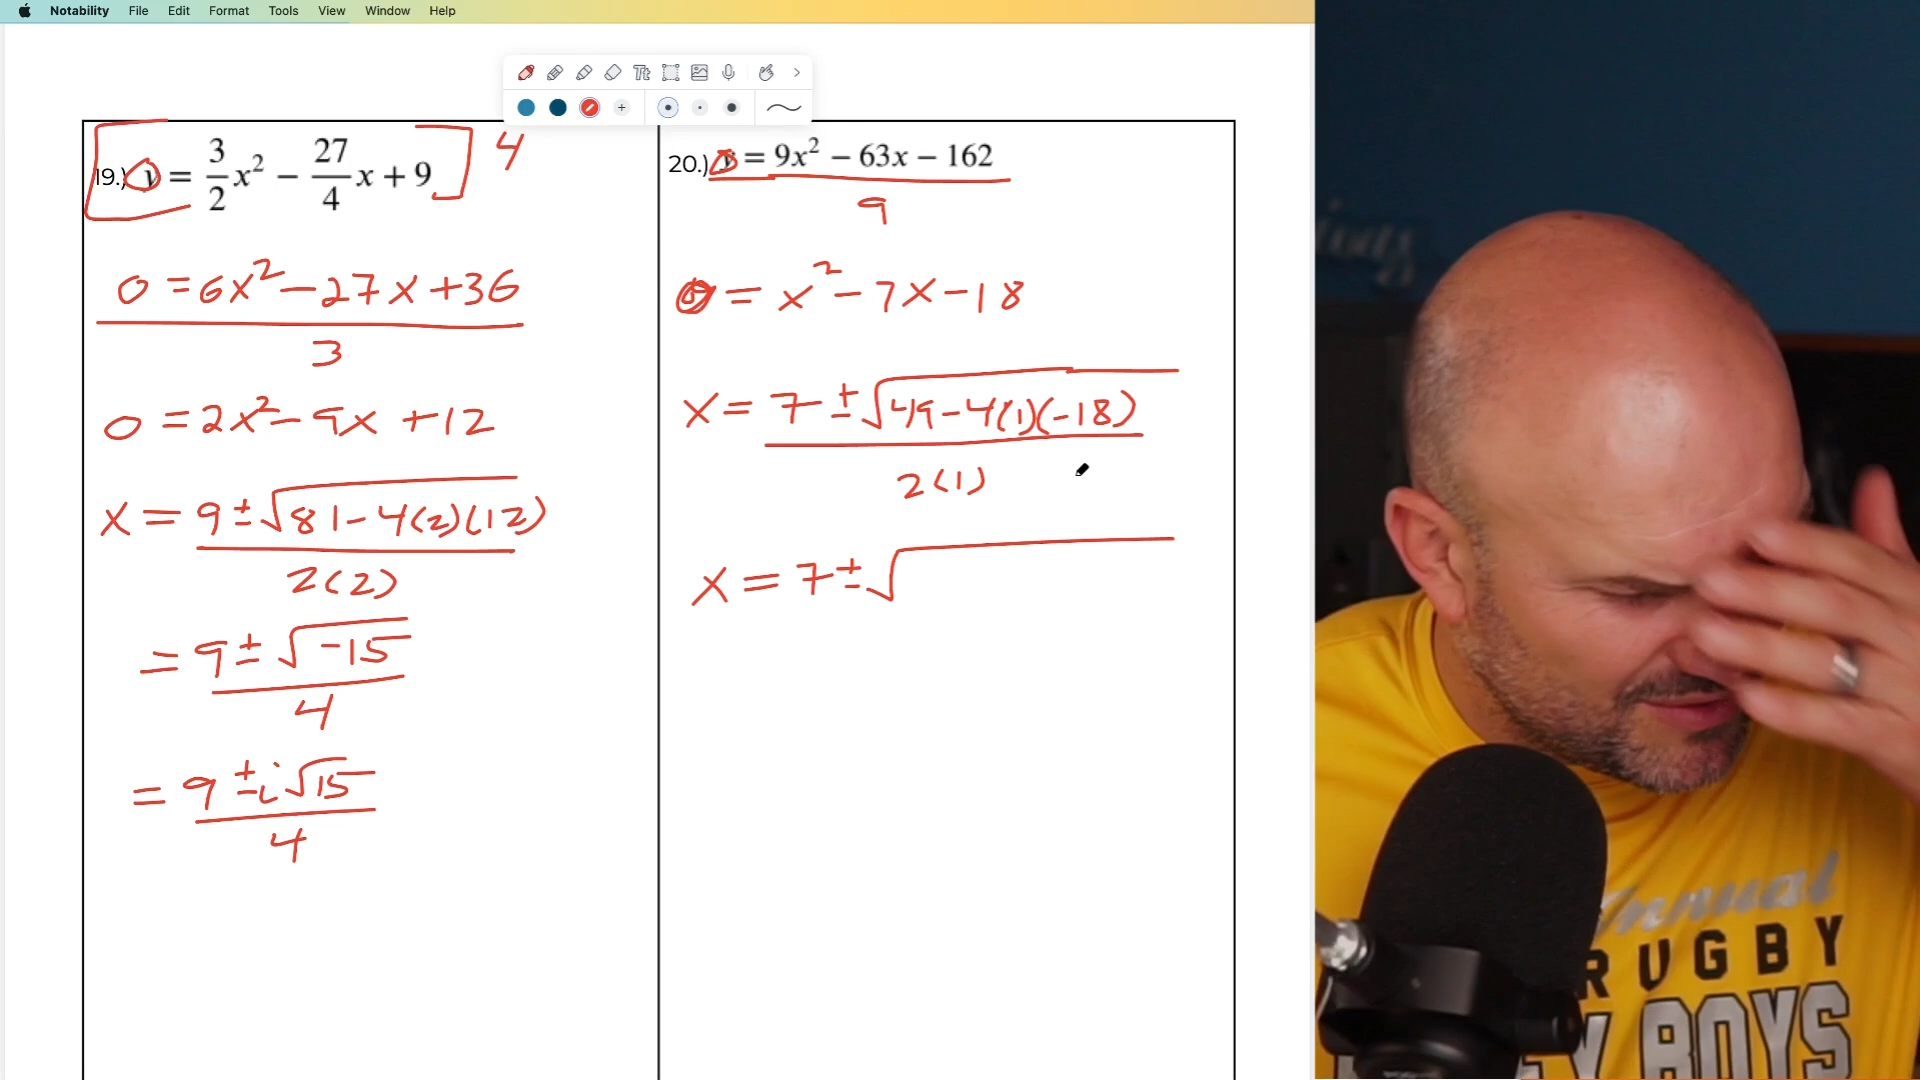 Notability File Edit Format Tools View Window Help
Tt
19.) y = 3/2 x² − 27/4 x + 9
4
0 = 6x² − 27x + 36
3
0 = 2x² − 9x + 12
x = 9 ± √81 − 4(2)(12)
2(2)
= 9 ± √−15
4
= 9 ± i√15
4
20.) y = 9x² − 63x − 162
9
0 = x² − 7x − 18
x = 7 ± √49 − 4(1)(−18)
2(1)
x = 7 ± √
Annual
RUGBY
BOYS